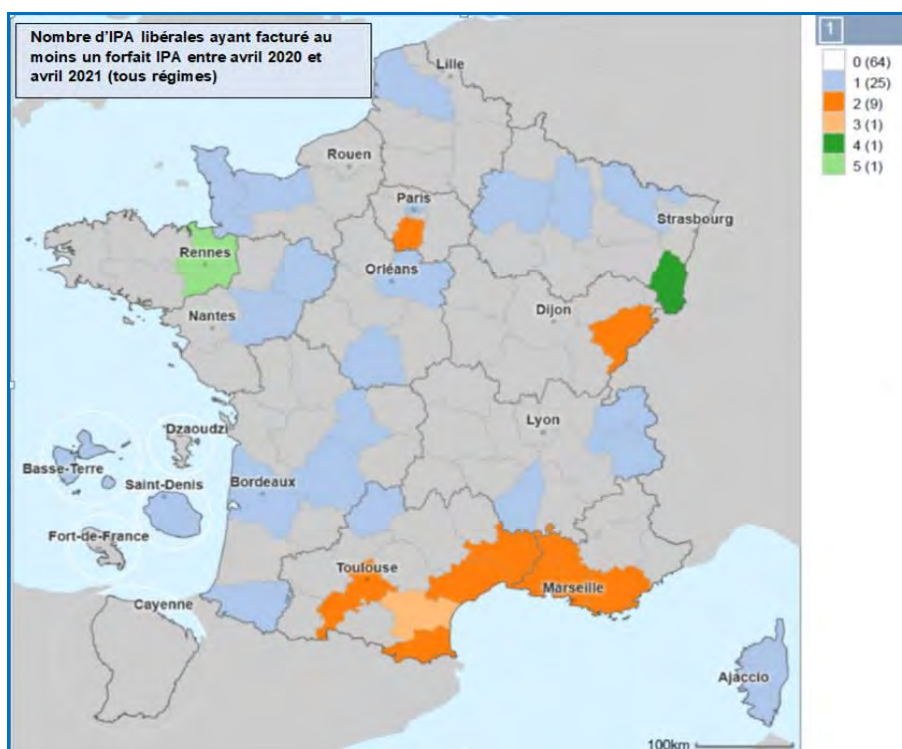 Nombre d'IPA libérales ayant facturé au
moins un forfait IPA entre avril 2020 et
avril 2021 (tous régimes)
1
0 (64)
1 (25)
2 (9)
3 (1)
4 (1)
5 (1)
Lille
Rouen
Paris
Strasbourg
Rennes
Orléans
Nantes
Dijon
Lyon
Dzaoudzi
Basse-Terre
Saint-Denis
Bordeaux
Fort-de-France
Toulouse
Marseille
Cayenne
Ajaccio
100km